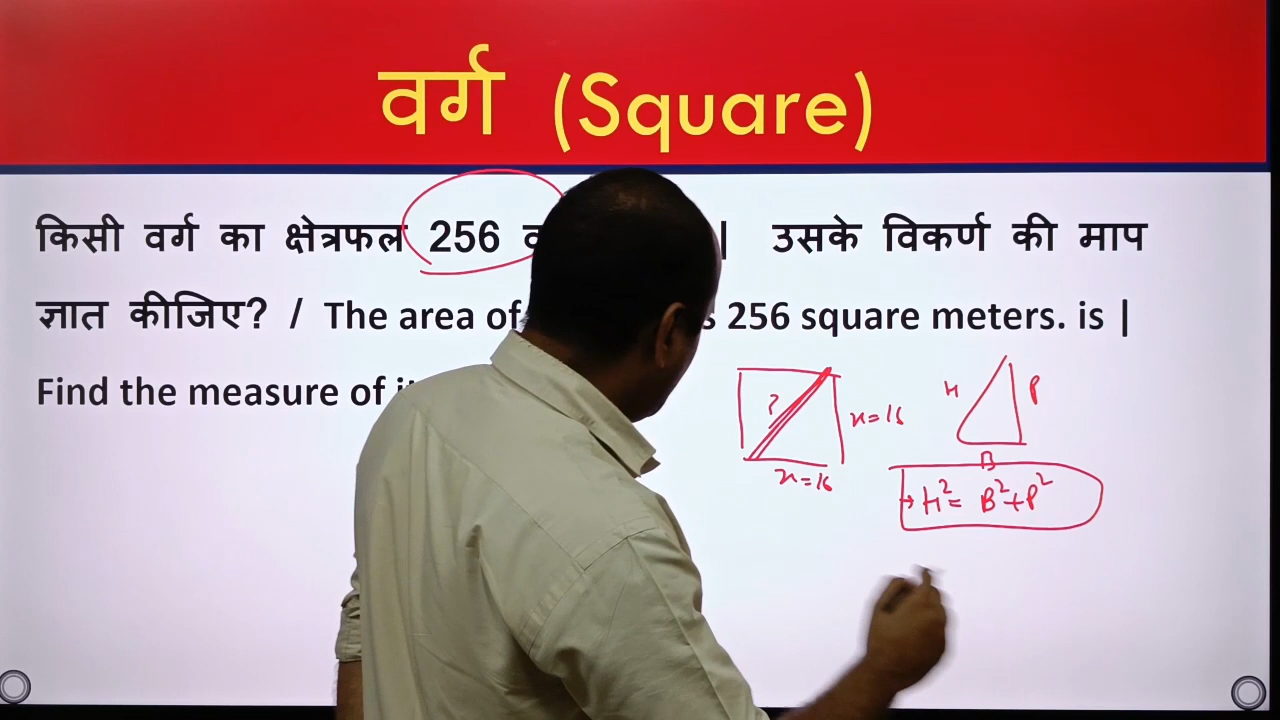 वर्ग (Square)
किसी वर्ग का क्षेत्रफल 256 | उसके विकर्ण की माप
ज्ञात कीजिए? / The area of 256 square meters. is |
Find the measure of
?
x=16
x=16
H
P
B
→ H²= B²+P²